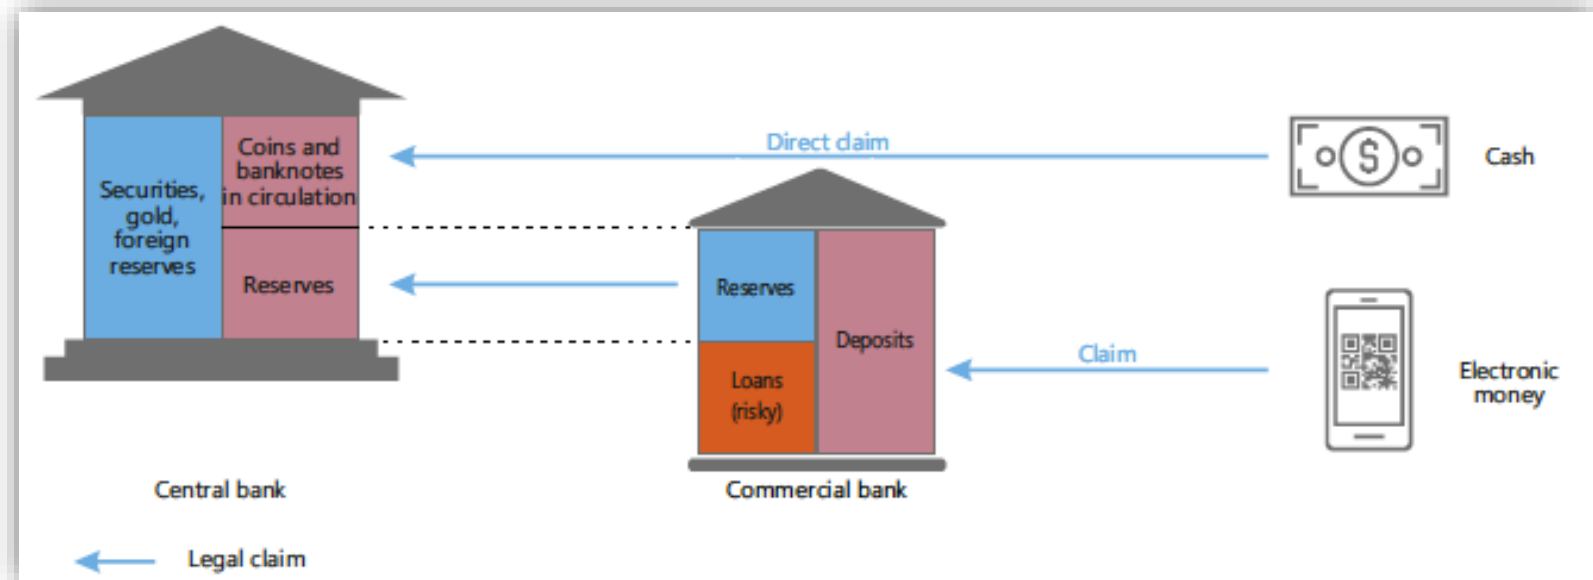 Direct claim
Cash
Coins and
banknotes
in circulation
Securities,
gold,
foreign
reserves
Reserves
Reserves
Deposits
Loans
(risky)
Claim
Electronic
money
Central bank
Commercial bank
Legal claim